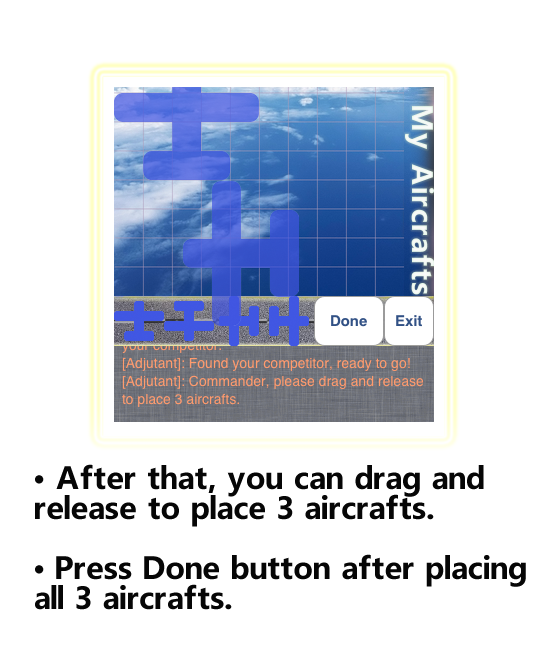 My Aircrafts
Done
Exit
your competitor.
[Adjutant]: Found your competitor, ready to go!
[Adjutant]: Commander, please drag and release
to place 3 aircrafts.
• After that, you can drag and
release to place 3 aircrafts.
• Press Done button after placing
all 3 aircrafts.